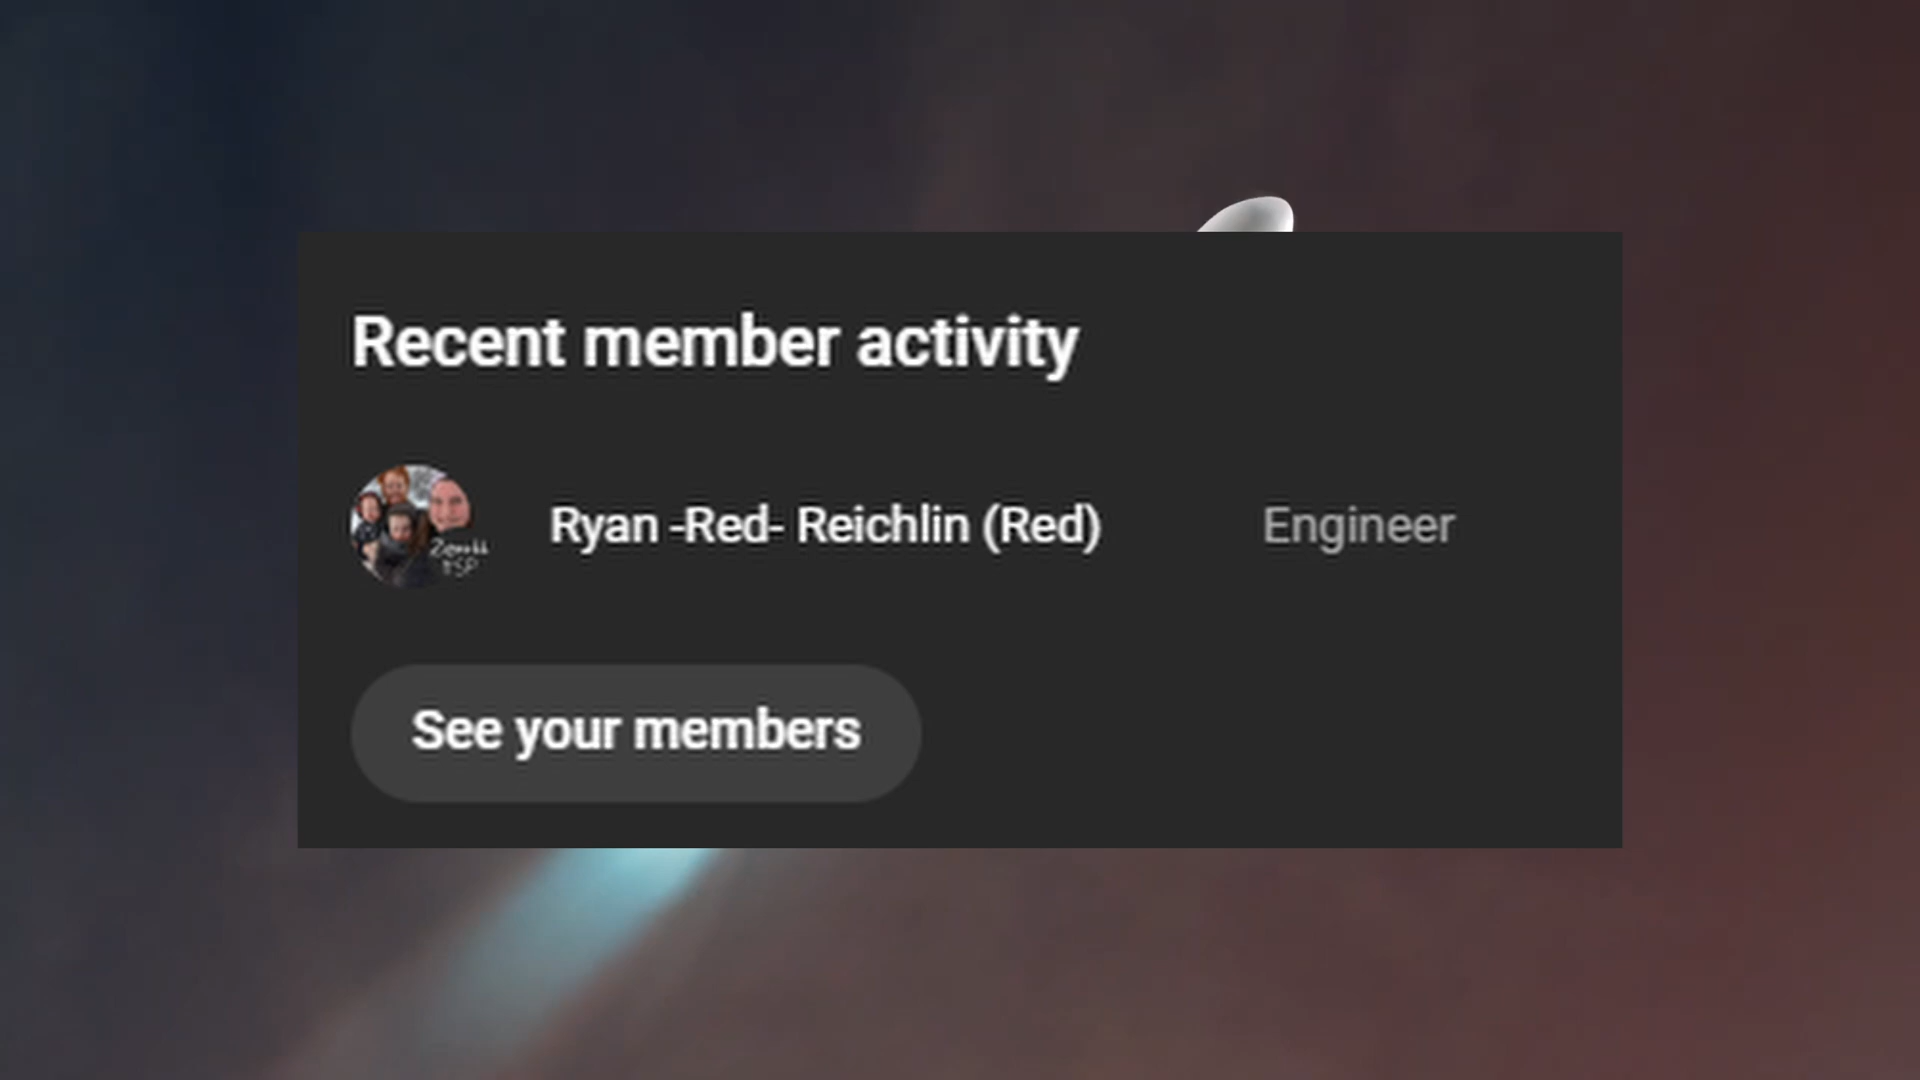 Recent member activity
Ryan -Red- Reichlin (Red) Engineer
See your members